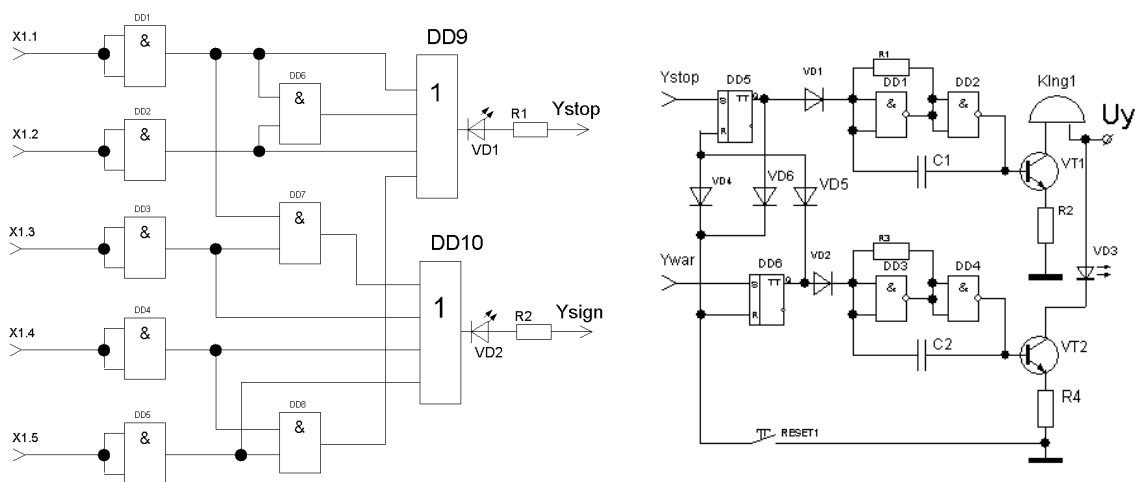 DD1
X1.1
&
DD9
DD6
&
1
DD2
X1.2
&
R1
Ystop
VD1
DD3
X1.3
&
DD7
&
DD10
1
DD4
X1.4
&
R2
Ysign
VD2
DD5
X1.5
&
DD8
&
Ystop
DD5
S
TT
Q
R
VD1
R1
DD1
&
DD2
&
C1
KIng1
Uy
VT1
R2
VD4
VD6
VD5
VD3
Ywar
DD6
S
TT
Q
R
VD2
R3
DD3
&
DD4
&
C2
VT2
R4
RESET1